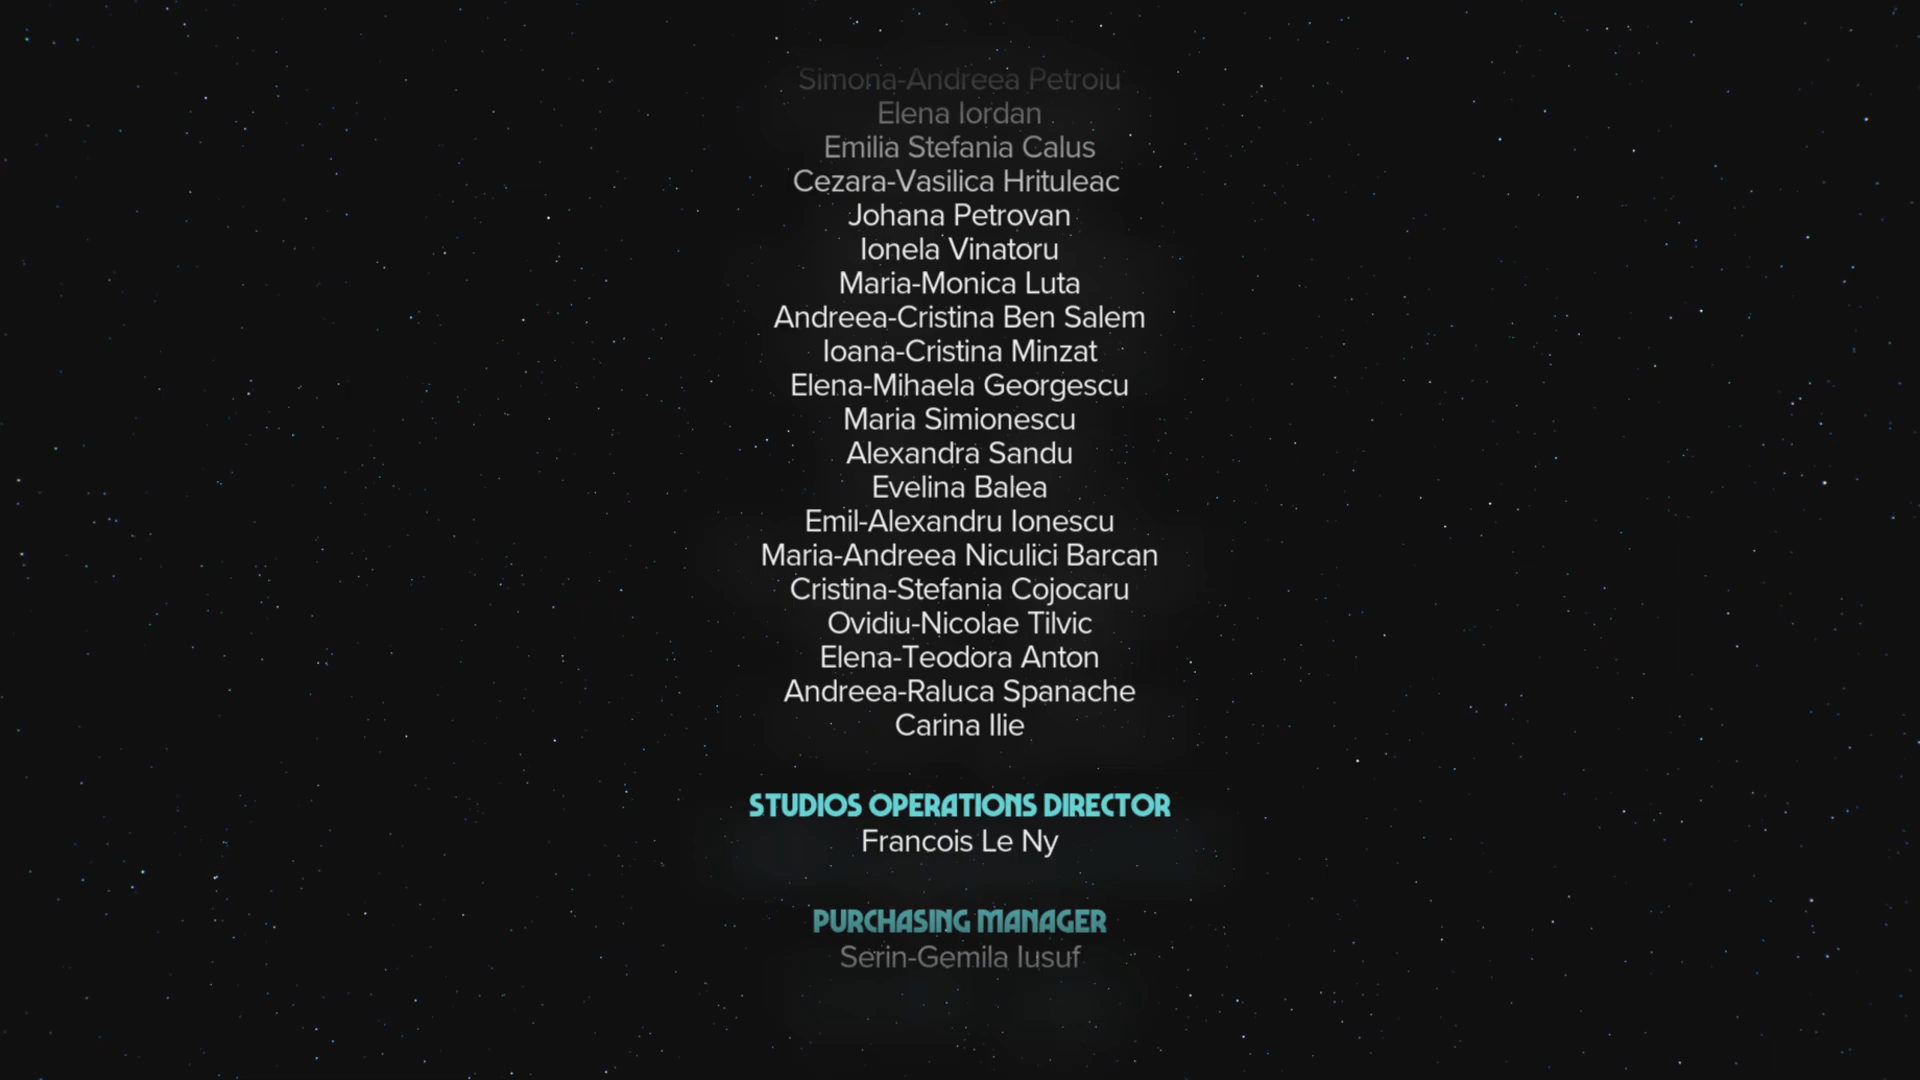 Simona-Andreea Petroiu
Elena Iordan
Emilia Stefania Calus
Cezara-Vasilica Hrituleac
Johana Petrovan
Ionela Vinatoru
Maria-Monica Luta
Andreea-Cristina Ben Salem
Ioana-Cristina Minzat
Elena-Mihaela Georgescu
Maria Simionescu
Alexandra Sandu
Evelina Balea
Emil-Alexandru Ionescu
Maria-Andreea Niculici Barcan
Cristina-Stefania Cojocaru
Ovidiu-Nicolae Tilvic
Elena-Teodora Anton
Andreea-Raluca Spanache
Carina Ilie
STUDIOS OPERATIONS DIRECTOR
Francois Le Ny
PURCHASING MANAGER
Serin-Gemila Iusuf